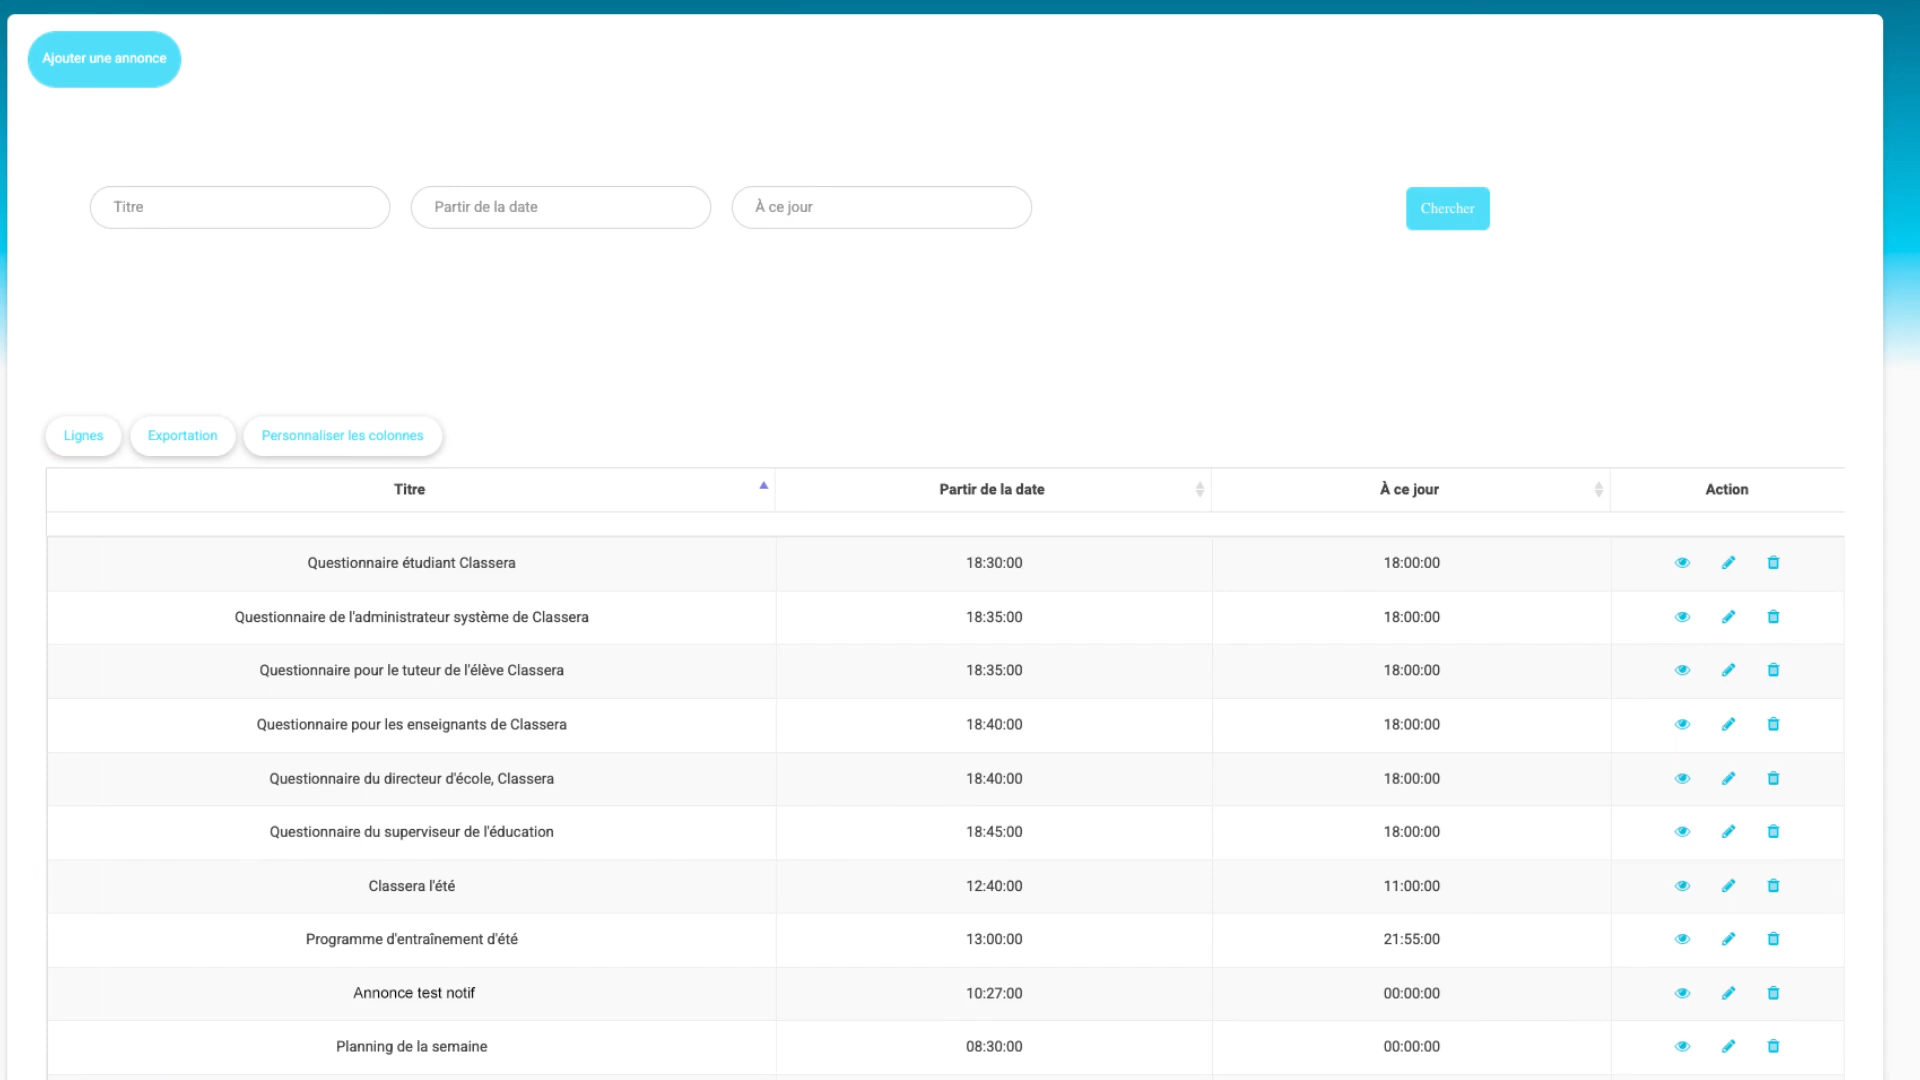 Ajouter une annonce
Titre Partir de la date À ce jour Chercher
Lignes Exportation Personnaliser les colonnes
Titre Partir de la date À ce jour Action
Questionnaire étudiant Classera 18:30:00 18:00:00
Questionnaire de l'administrateur système de Classera 18:35:00 18:00:00
Questionnaire pour le tuteur de l'élève Classera 18:35:00 18:00:00
Questionnaire pour les enseignants de Classera 18:40:00 18:00:00
Questionnaire du directeur d'école, Classera 18:40:00 18:00:00
Questionnaire du superviseur de l'éducation 18:45:00 18:00:00
Classera l'été 12:40:00 11:00:00
Programme d'entraînement d'été 13:00:00 21:55:00
Annonce test notif 10:27:00 00:00:00
Planning de la semaine 08:30:00 00:00:00